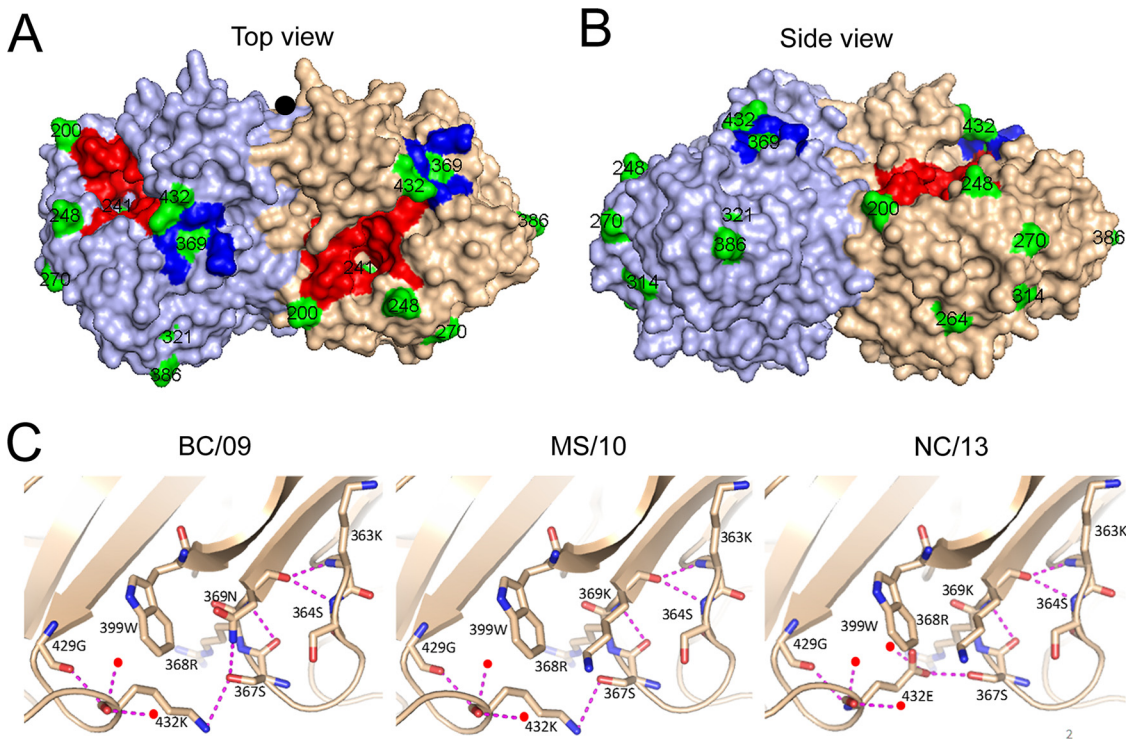 A
Top view
200
432
369
432
248
241
369
386
270
241
200
248
270
321
386
B
Side view
432
432
369
248
248
200
270
321
386
270
386
314
314
264
C
BC/09
MS/10
NC/13
363K
369N
364S
399W
429G
368R
367S
432K
363K
369K
364S
399W
429G
368R
367S
432K
363K
369K
364S
368R
399W
429G
367S
432E
2